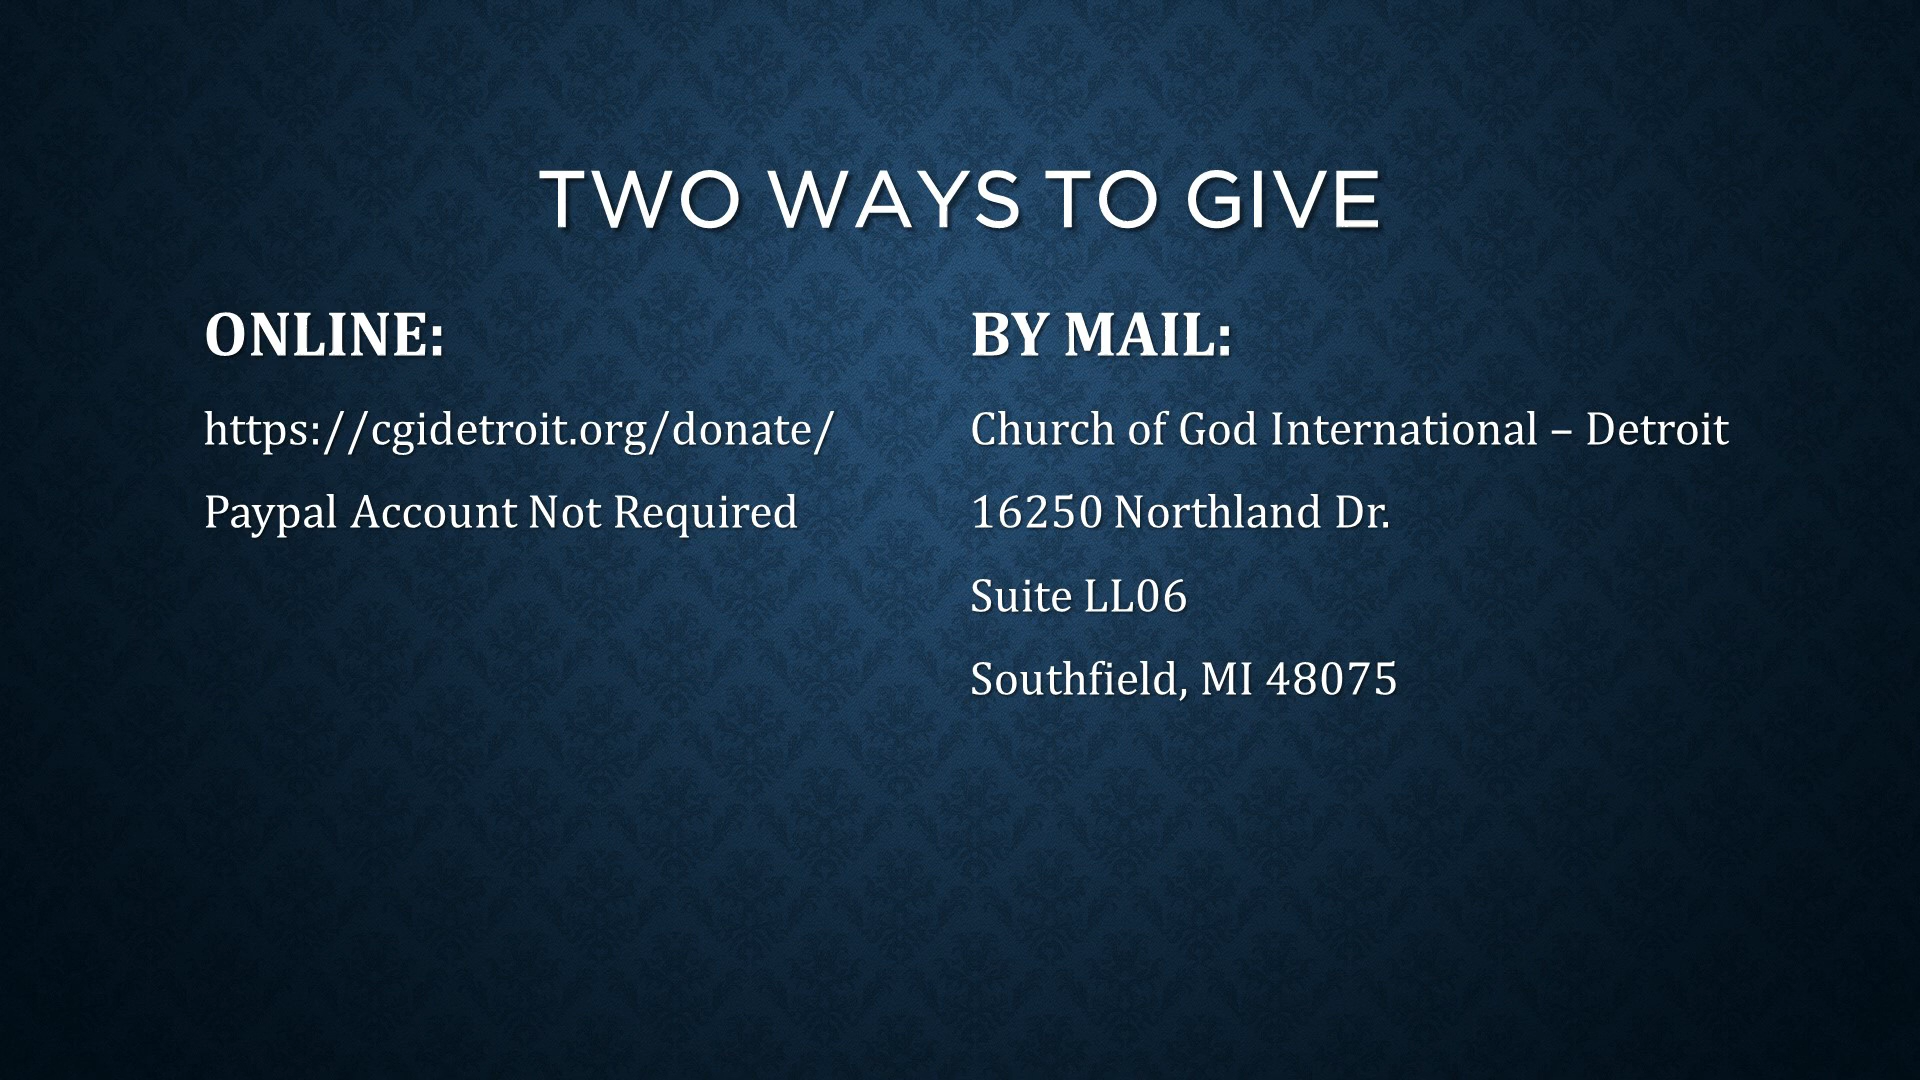 TWO WAYS TO GIVE
ONLINE:
https://cgidetroit.org/donate/
Paypal Account Not Required
BY MAIL:
Church of God International – Detroit
16250 Northland Dr.
Suite LL06
Southfield, MI 48075